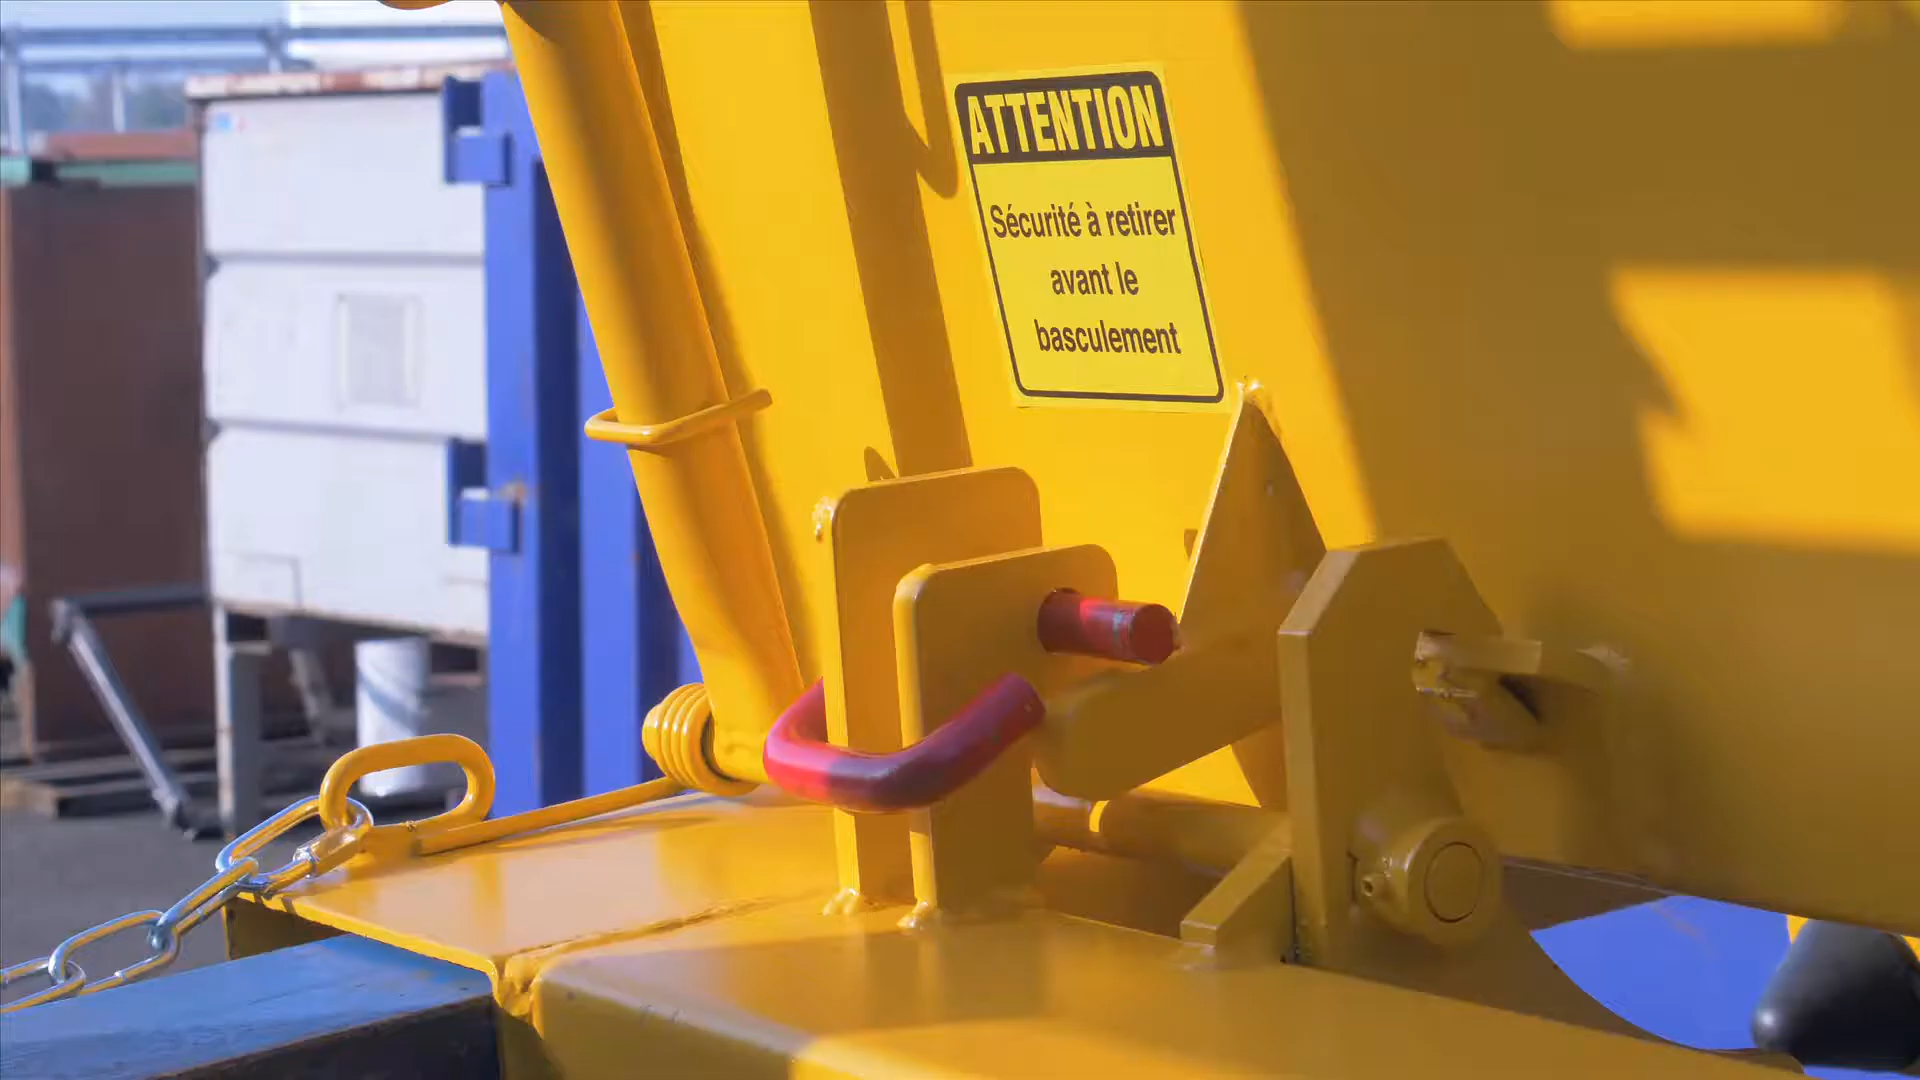 ATTENTION
Sécurité à retirer
avant le
basculement